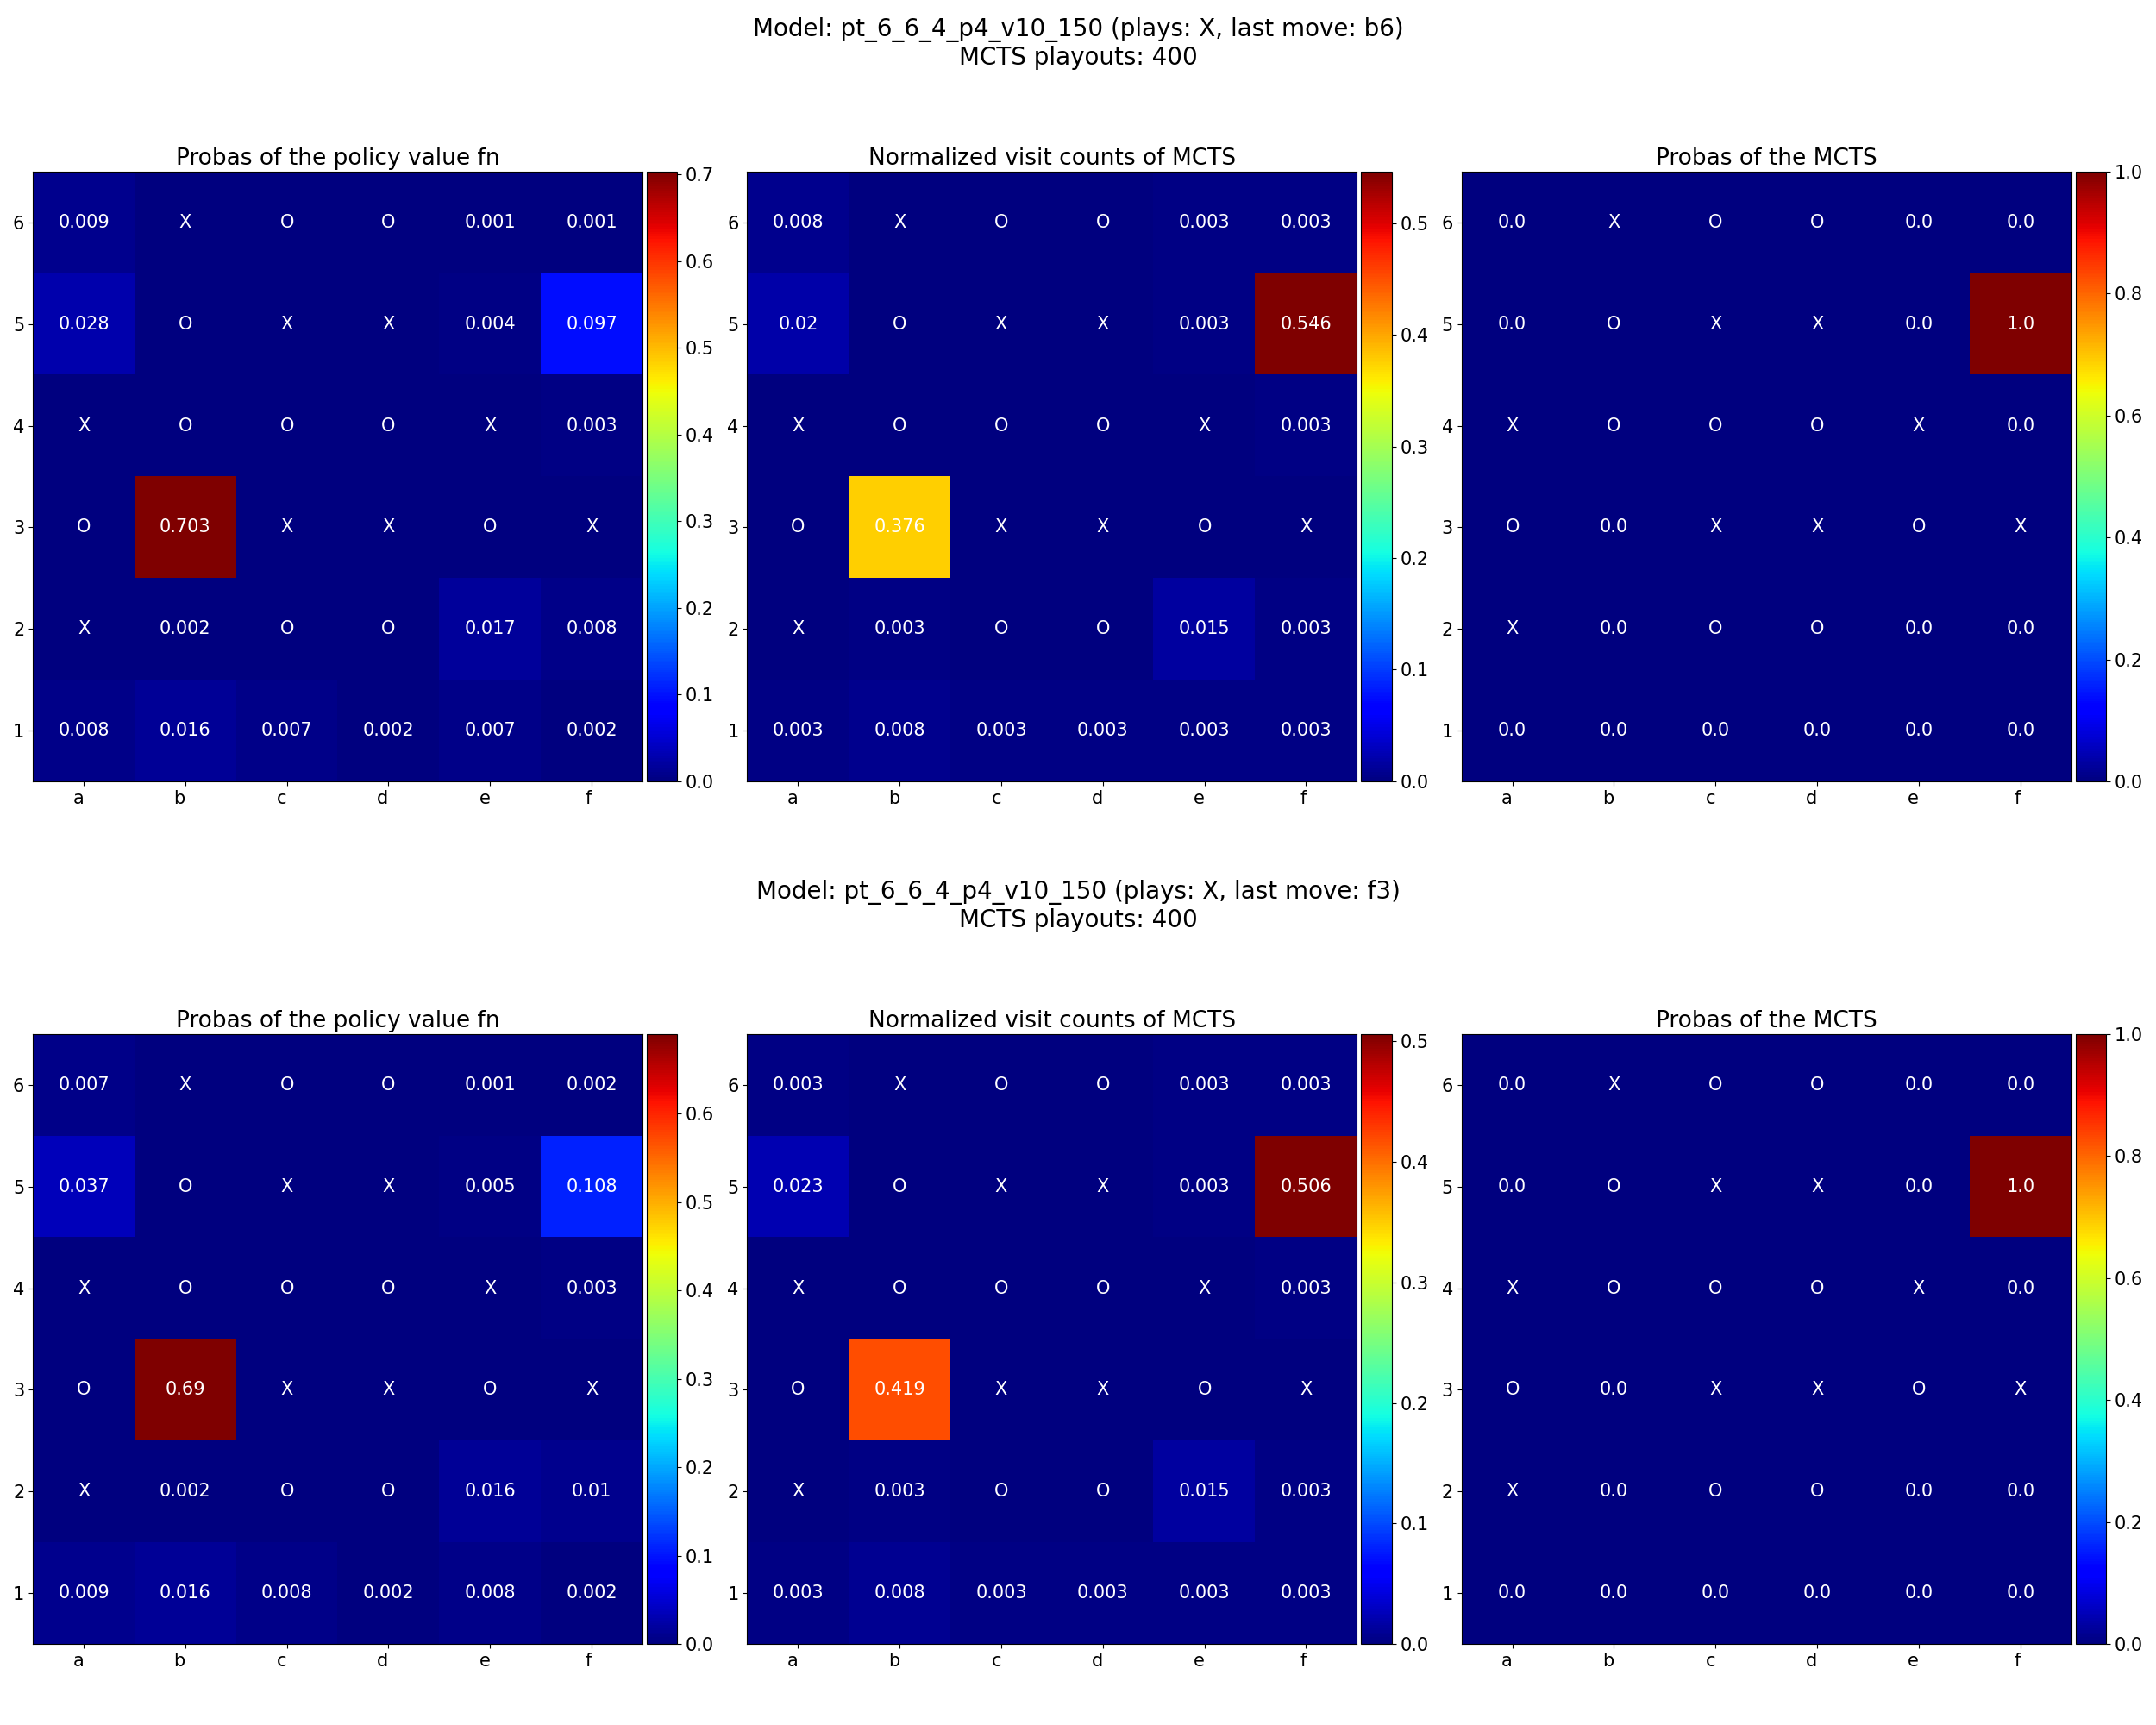 Model: pt_6_6_4_p4_v10_150 (plays: X, last move: b6)
MCTS playouts: 400
Probas of the policy value fn
6 0.009 X O O 0.001 0.001
5 0.028 O X X 0.004 0.097
4 X O O O X 0.003
3 O 0.703 X X O X
2 X 0.002 O O 0.017 0.008
1 0.008 0.016 0.007 0.002 0.007 0.002
a b c d e f
0.7
0.6
0.5
0.4
0.3
0.2
0.1
0.0
Normalized visit counts of MCTS
6 0.008 X O O 0.003 0.003
5 0.02 O X X 0.003 0.546
4 X O O O X 0.003
3 O 0.376 X X O X
2 X 0.003 O O 0.015 0.003
1 0.003 0.008 0.003 0.003 0.003 0.003
a b c d e f
0.5
0.4
0.3
0.2
0.1
0.0
Probas of the MCTS
6 0.0 X O O 0.0 0.0
5 0.0 O X X 0.0 1.0
4 X O O O X 0.0
3 O 0.0 X X O X
2 X 0.0 O O 0.0 0.0
1 0.0 0.0 0.0 0.0 0.0 0.0
a b c d e f
1.0
0.8
0.6
0.4
0.2
0.0
Model: pt_6_6_4_p4_v10_150 (plays: X, last move: f3)
MCTS playouts: 400
Probas of the policy value fn
6 0.007 X O O 0.001 0.002
5 0.037 O X X 0.005 0.108
4 X O O O X 0.003
3 O 0.69 X X O X
2 X 0.002 O O 0.016 0.01
1 0.009 0.016 0.008 0.002 0.008 0.002
a b c d e f
0.6
0.5
0.4
0.3
0.2
0.1
0.0
Normalized visit counts of MCTS
6 0.003 X O O 0.003 0.003
5 0.023 O X X 0.003 0.506
4 X O O O X 0.003
3 O 0.419 X X O X
2 X 0.003 O O 0.015 0.003
1 0.003 0.008 0.003 0.003 0.003 0.003
a b c d e f
0.5
0.4
0.3
0.2
0.1
0.0
Probas of the MCTS
6 0.0 X O O 0.0 0.0
5 0.0 O X X 0.0 1.0
4 X O O O X 0.0
3 O 0.0 X X O X
2 X 0.0 O O 0.0 0.0
1 0.0 0.0 0.0 0.0 0.0 0.0
a b c d e f
1.0
0.8
0.6
0.4
0.2
0.0